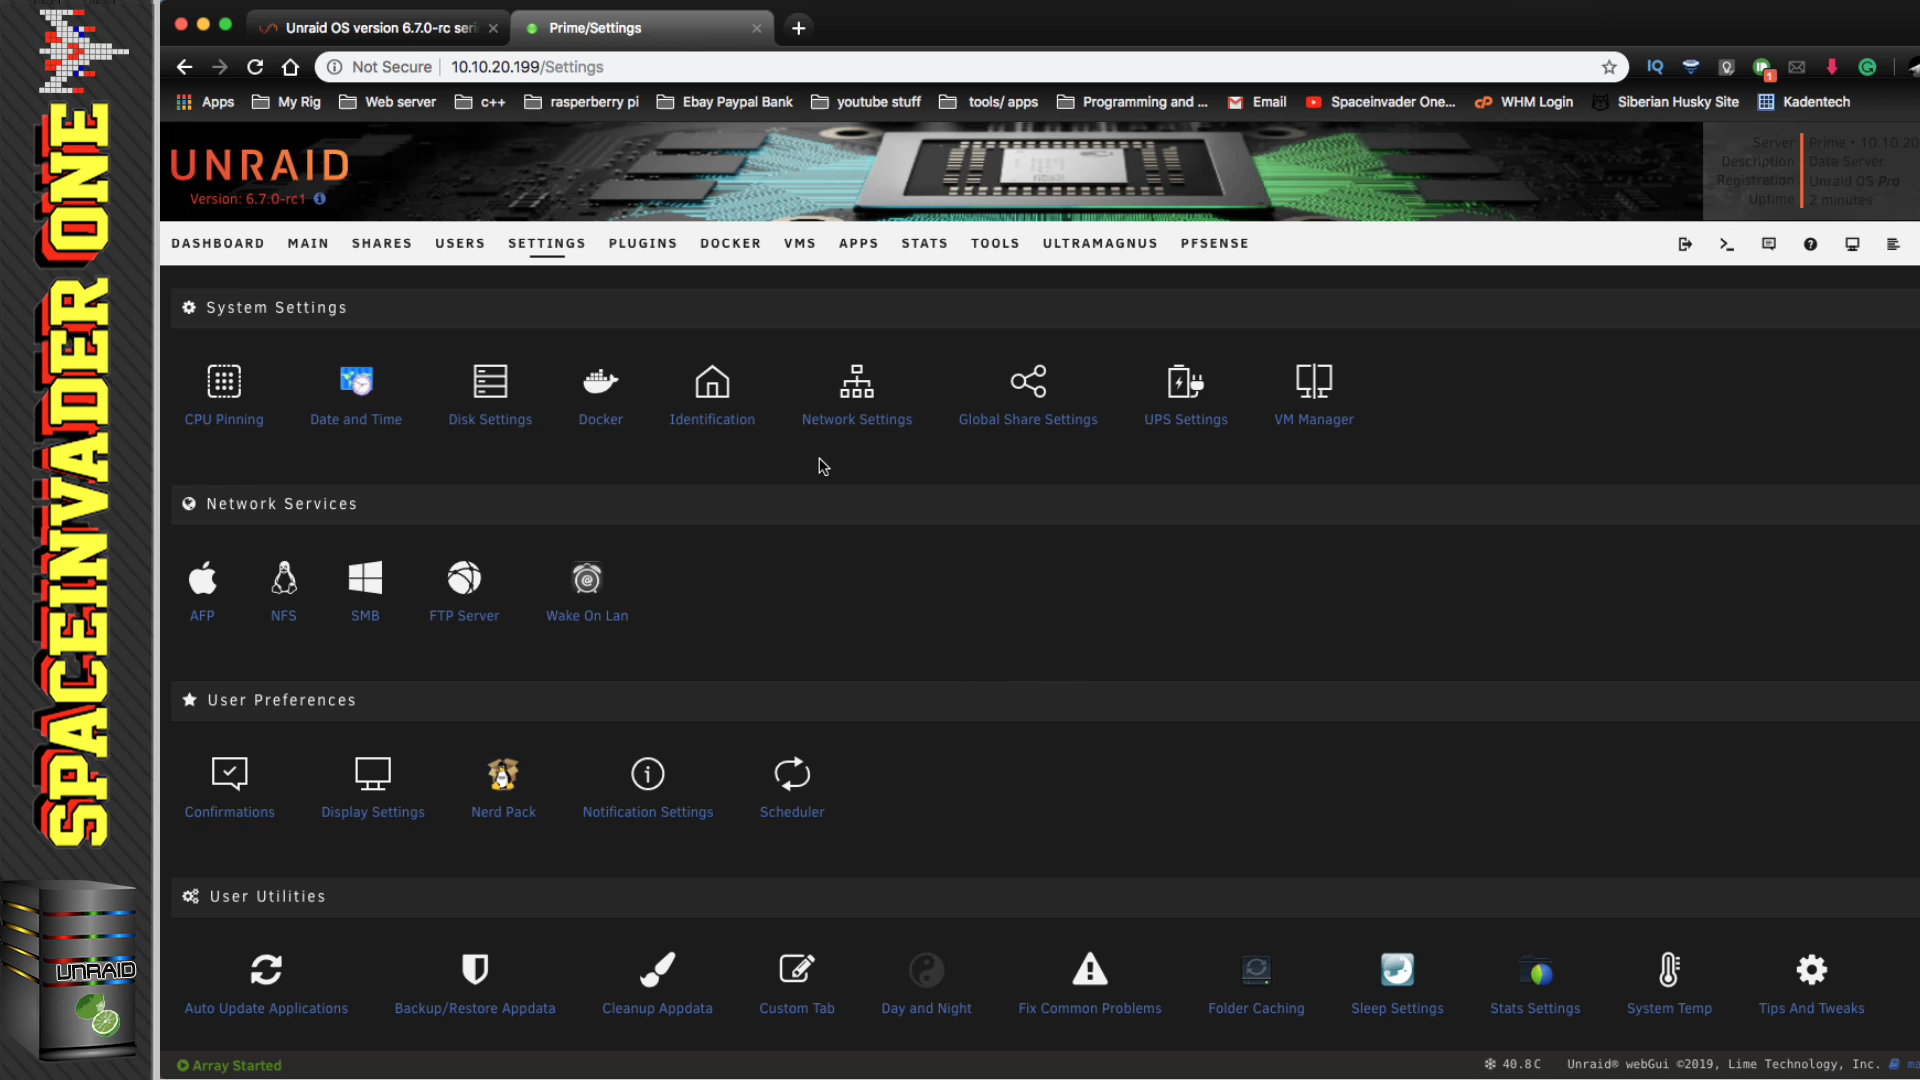 SPACEINVADER ONE
UNRAID
Unraid OS version 6.7.0-rc seri
Prime/Settings
Not Secure
10.10.20.199/Settings
IQ
1
Apps
My Rig
Web server
c++
rasperberry pi
Ebay Paypal Bank
youtube stuff
tools/ apps
Programming and ...
Email
Spaceinvader One...
WHM Login
Siberian Husky Site
Kadentech
UNRAID
Version: 6.7.0-rc1
Server
Prime • 10.10.20
Description
Data Server
Registration
Unraid OS Pro
Uptime
2 minutes
DASHBOARD
MAIN
SHARES
USERS
SETTINGS
PLUGINS
DOCKER
VMS
APPS
STATS
TOOLS
ULTRAMAGNUS
PFSENSE
System Settings
CPU Pinning
Date and Time
Disk Settings
Docker
Identification
Network Settings
Global Share Settings
UPS Settings
VM Manager
Network Services
AFP
NFS
SMB
FTP Server
Wake On Lan
User Preferences
Confirmations
Display Settings
Nerd Pack
Notification Settings
Scheduler
User Utilities
Auto Update Applications
Backup/Restore Appdata
Cleanup Appdata
Custom Tab
Day and Night
Fix Common Problems
Folder Caching
Sleep Settings
Stats Settings
System Temp
Tips And Tweaks
Array Started
40.8C
Unraid® webGui ©2019, Lime Technology, Inc.